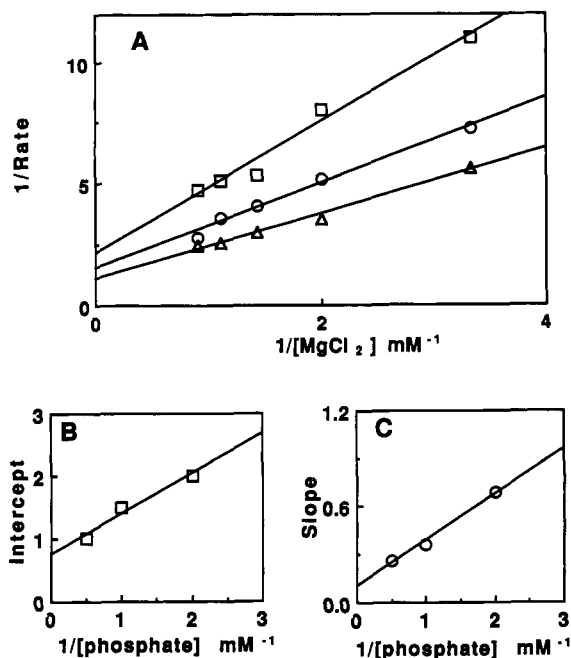 A
10
5
0
1/Rate
0
2
4
1/[MgCl₂] mM⁻¹
B
3
2
1
0
Intercept
0
1
2
3
1/[phosphate] mM⁻¹
C
1.2
0.6
0.0
Slope
0
1
2
3
1/[phosphate] mM⁻¹